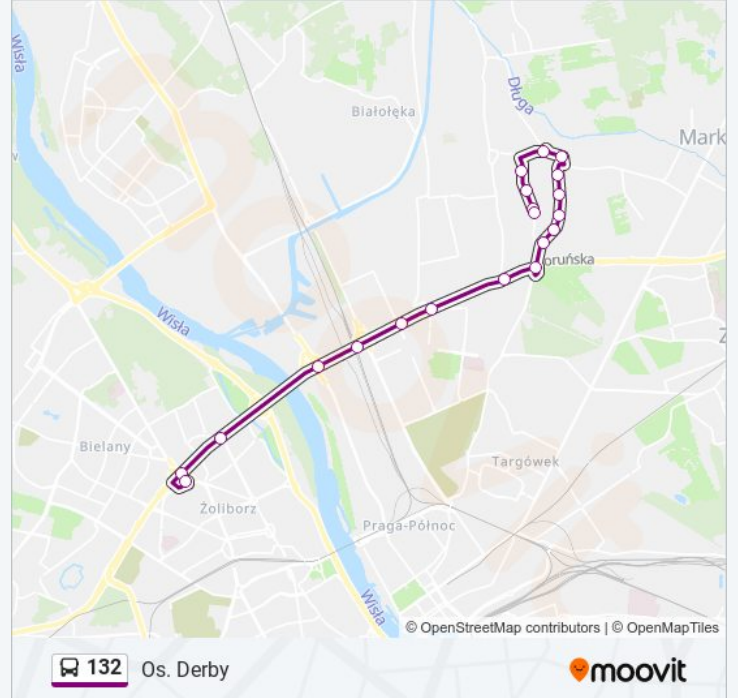 Wisła
Białołęka
Długa
Mark
oruńska
Wisła
Bielany
Żoliborz
Targówek
Praga-Północ
Wisła
© OpenStreetMap contributors | © OpenMapTiles
132 Os. Derby
moovit